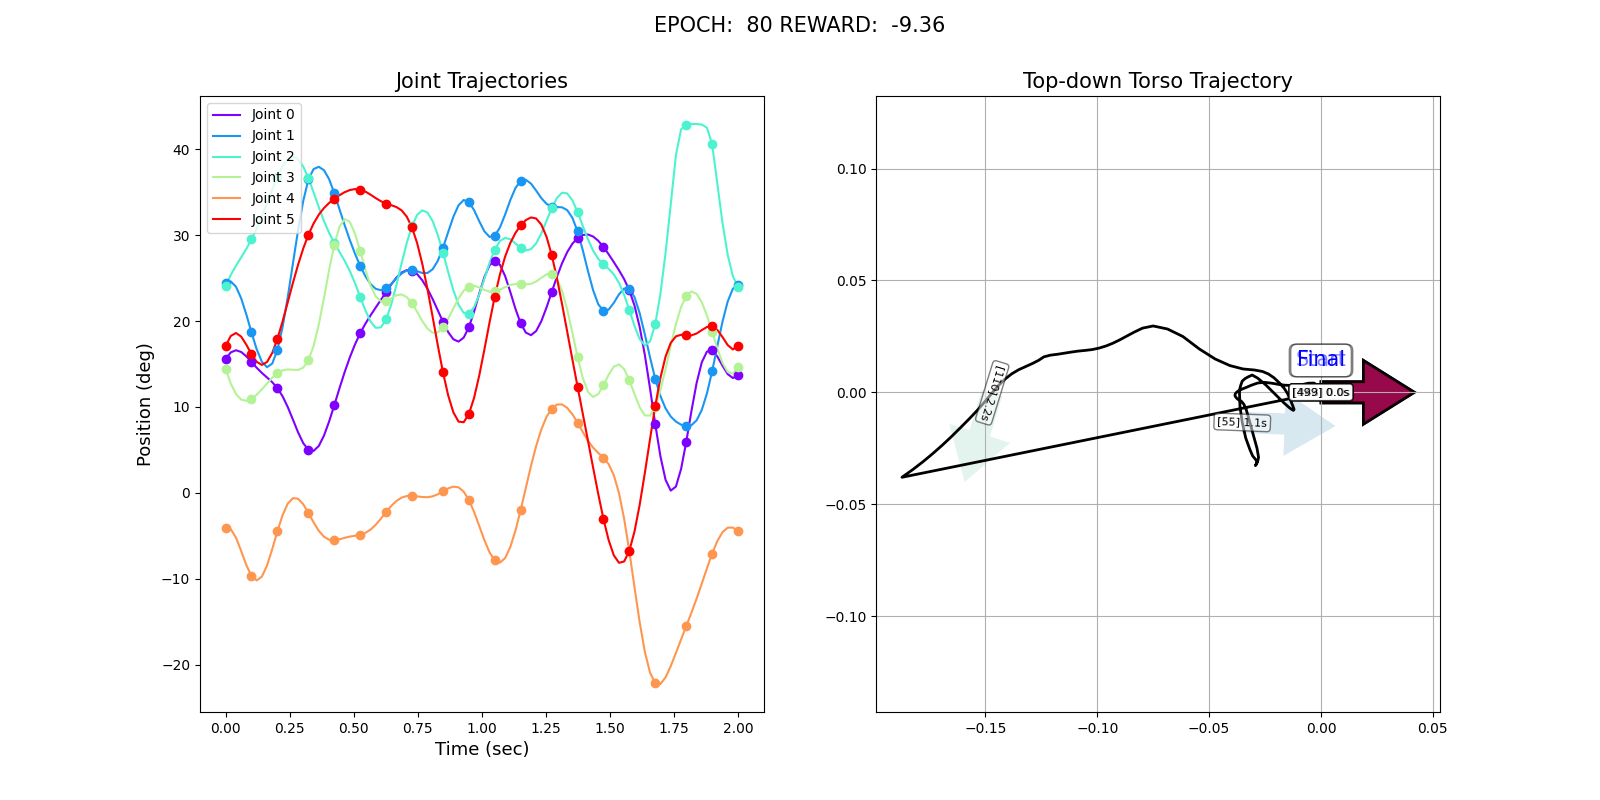 EPOCH:  80 REWARD:  -9.36
Joint Trajectories
Joint 0
Joint 1
Joint 2
Joint 3
Joint 4
Joint 5
40
30
20
10
0
−10
−20
Position (deg)
0.00
0.25
0.50
0.75
1.00
1.25
1.50
1.75
2.00
Time (sec)
Top-down Torso Trajectory
0.10
0.05
0.00
−0.05
−0.10
−0.15
−0.10
−0.05
0.00
0.05
Final
[499] 0.0s
[55] 1.1s
[110] 2.2s